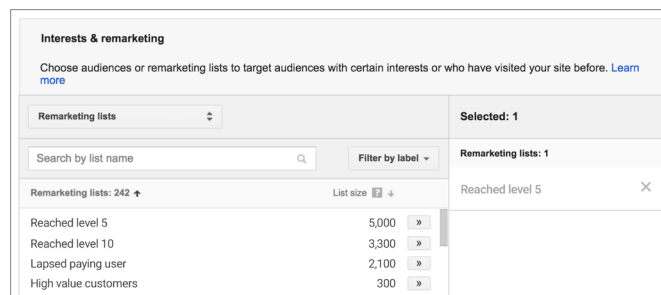 Interests & remarketing
Choose audiences or remarketing lists to target audiences with certain interests or who have visited your site before. Learn
more
Remarketing lists
Selected: 1
Search by list name
Filter by label
Remarketing lists: 1
Remarketing lists: 242 ↑
List size ? ↓
Reached level 5
Reached level 5 5,000 »
Reached level 10 3,300 »
Lapsed paying user 2,100 »
High value customers 300 »